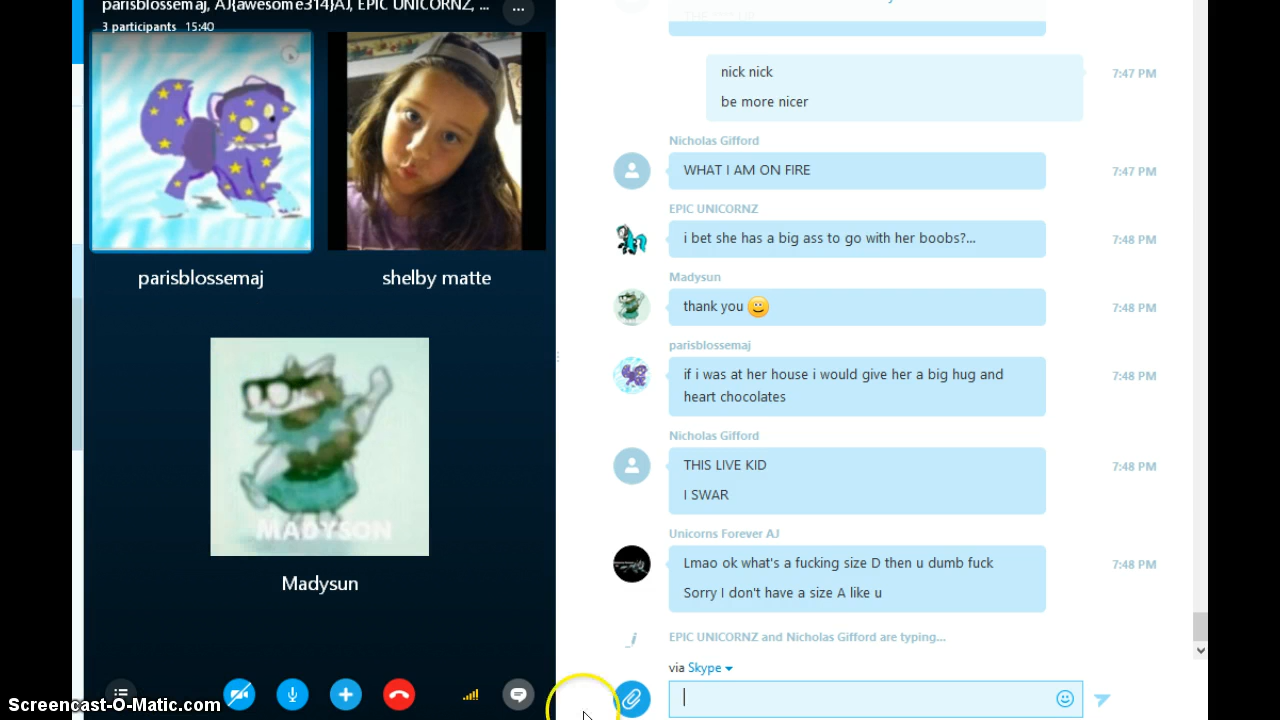 parisblossemaj, AJ{awesome314}AJ, EPIC UNICORNZ, ...
3 participants 15:40
parisblossemaj
shelby matte
MADYSON
Madysun
nick nick
7:47 PM
be more nicer
Nicholas Gifford
WHAT I AM ON FIRE
7:47 PM
EPIC UNICORNZ
i bet she has a big ass to go with her boobs?...
7:48 PM
Madysun
thank you
7:48 PM
parisblossemaj
if i was at her house i would give her a big hug and
heart chocolates
7:48 PM
Nicholas Gifford
THIS LIVE KID
7:48 PM
I SWAR
Unicorns Forever AJ
Lmao ok what's a fucking size D then u dumb fuck
7:48 PM
Sorry I don't have a size A like u
EPIC UNICORNZ and Nicholas Gifford are typing...
via Skype
Screencast-O-Matic.com